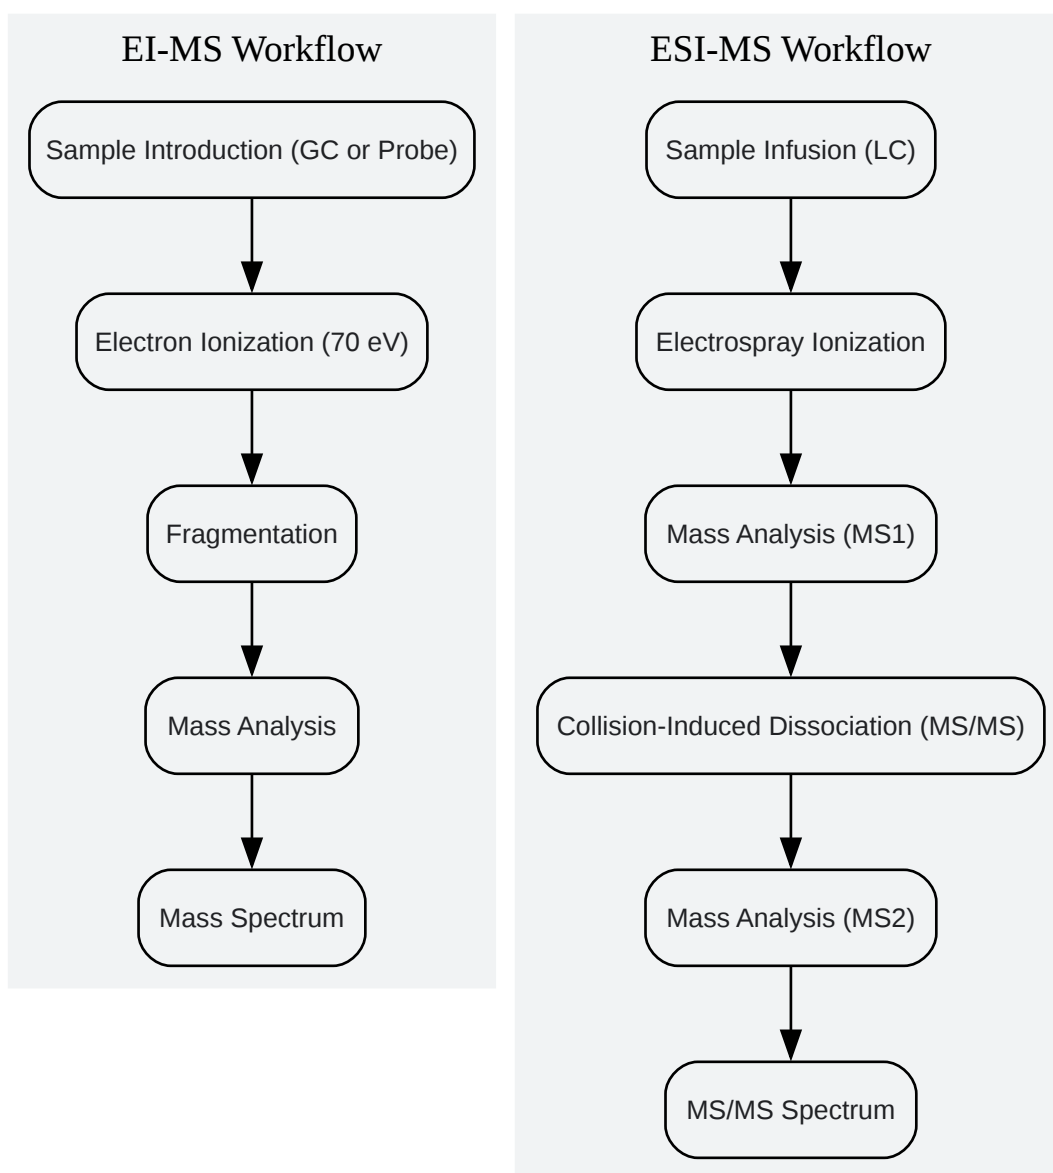 EI-MS Workflow
Sample Introduction (GC or Probe)
Electron Ionization (70 eV)
Fragmentation
Mass Analysis
Mass Spectrum
ESI-MS Workflow
Sample Infusion (LC)
Electrospray Ionization
Mass Analysis (MS1)
Collision-Induced Dissociation (MS/MS)
Mass Analysis (MS2)
MS/MS Spectrum